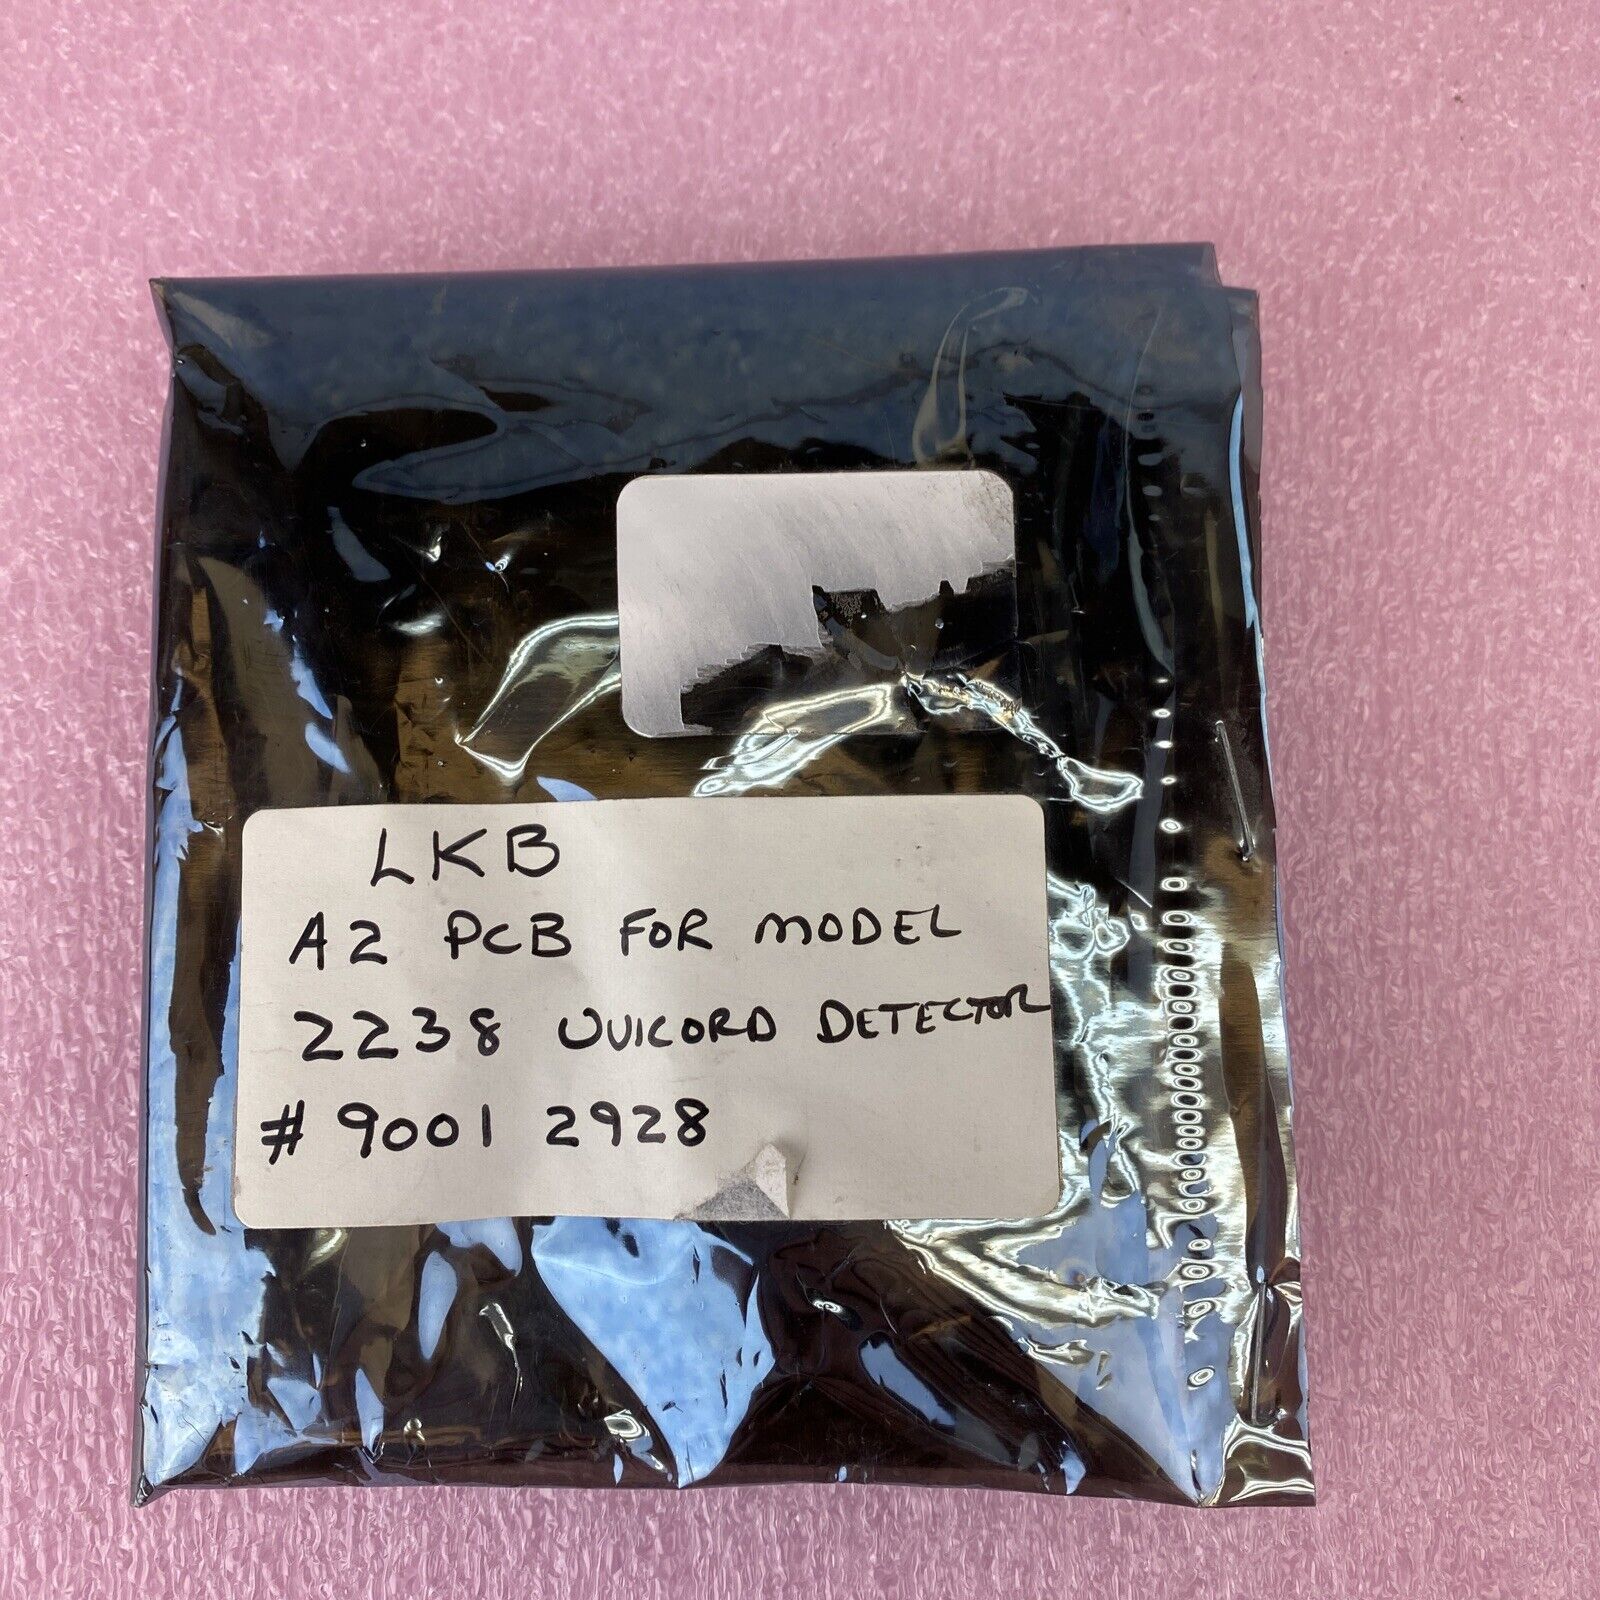 LKB
A2 PCB FOR MODEL
2238 UVICORD DETECTOR
# 9001 2928